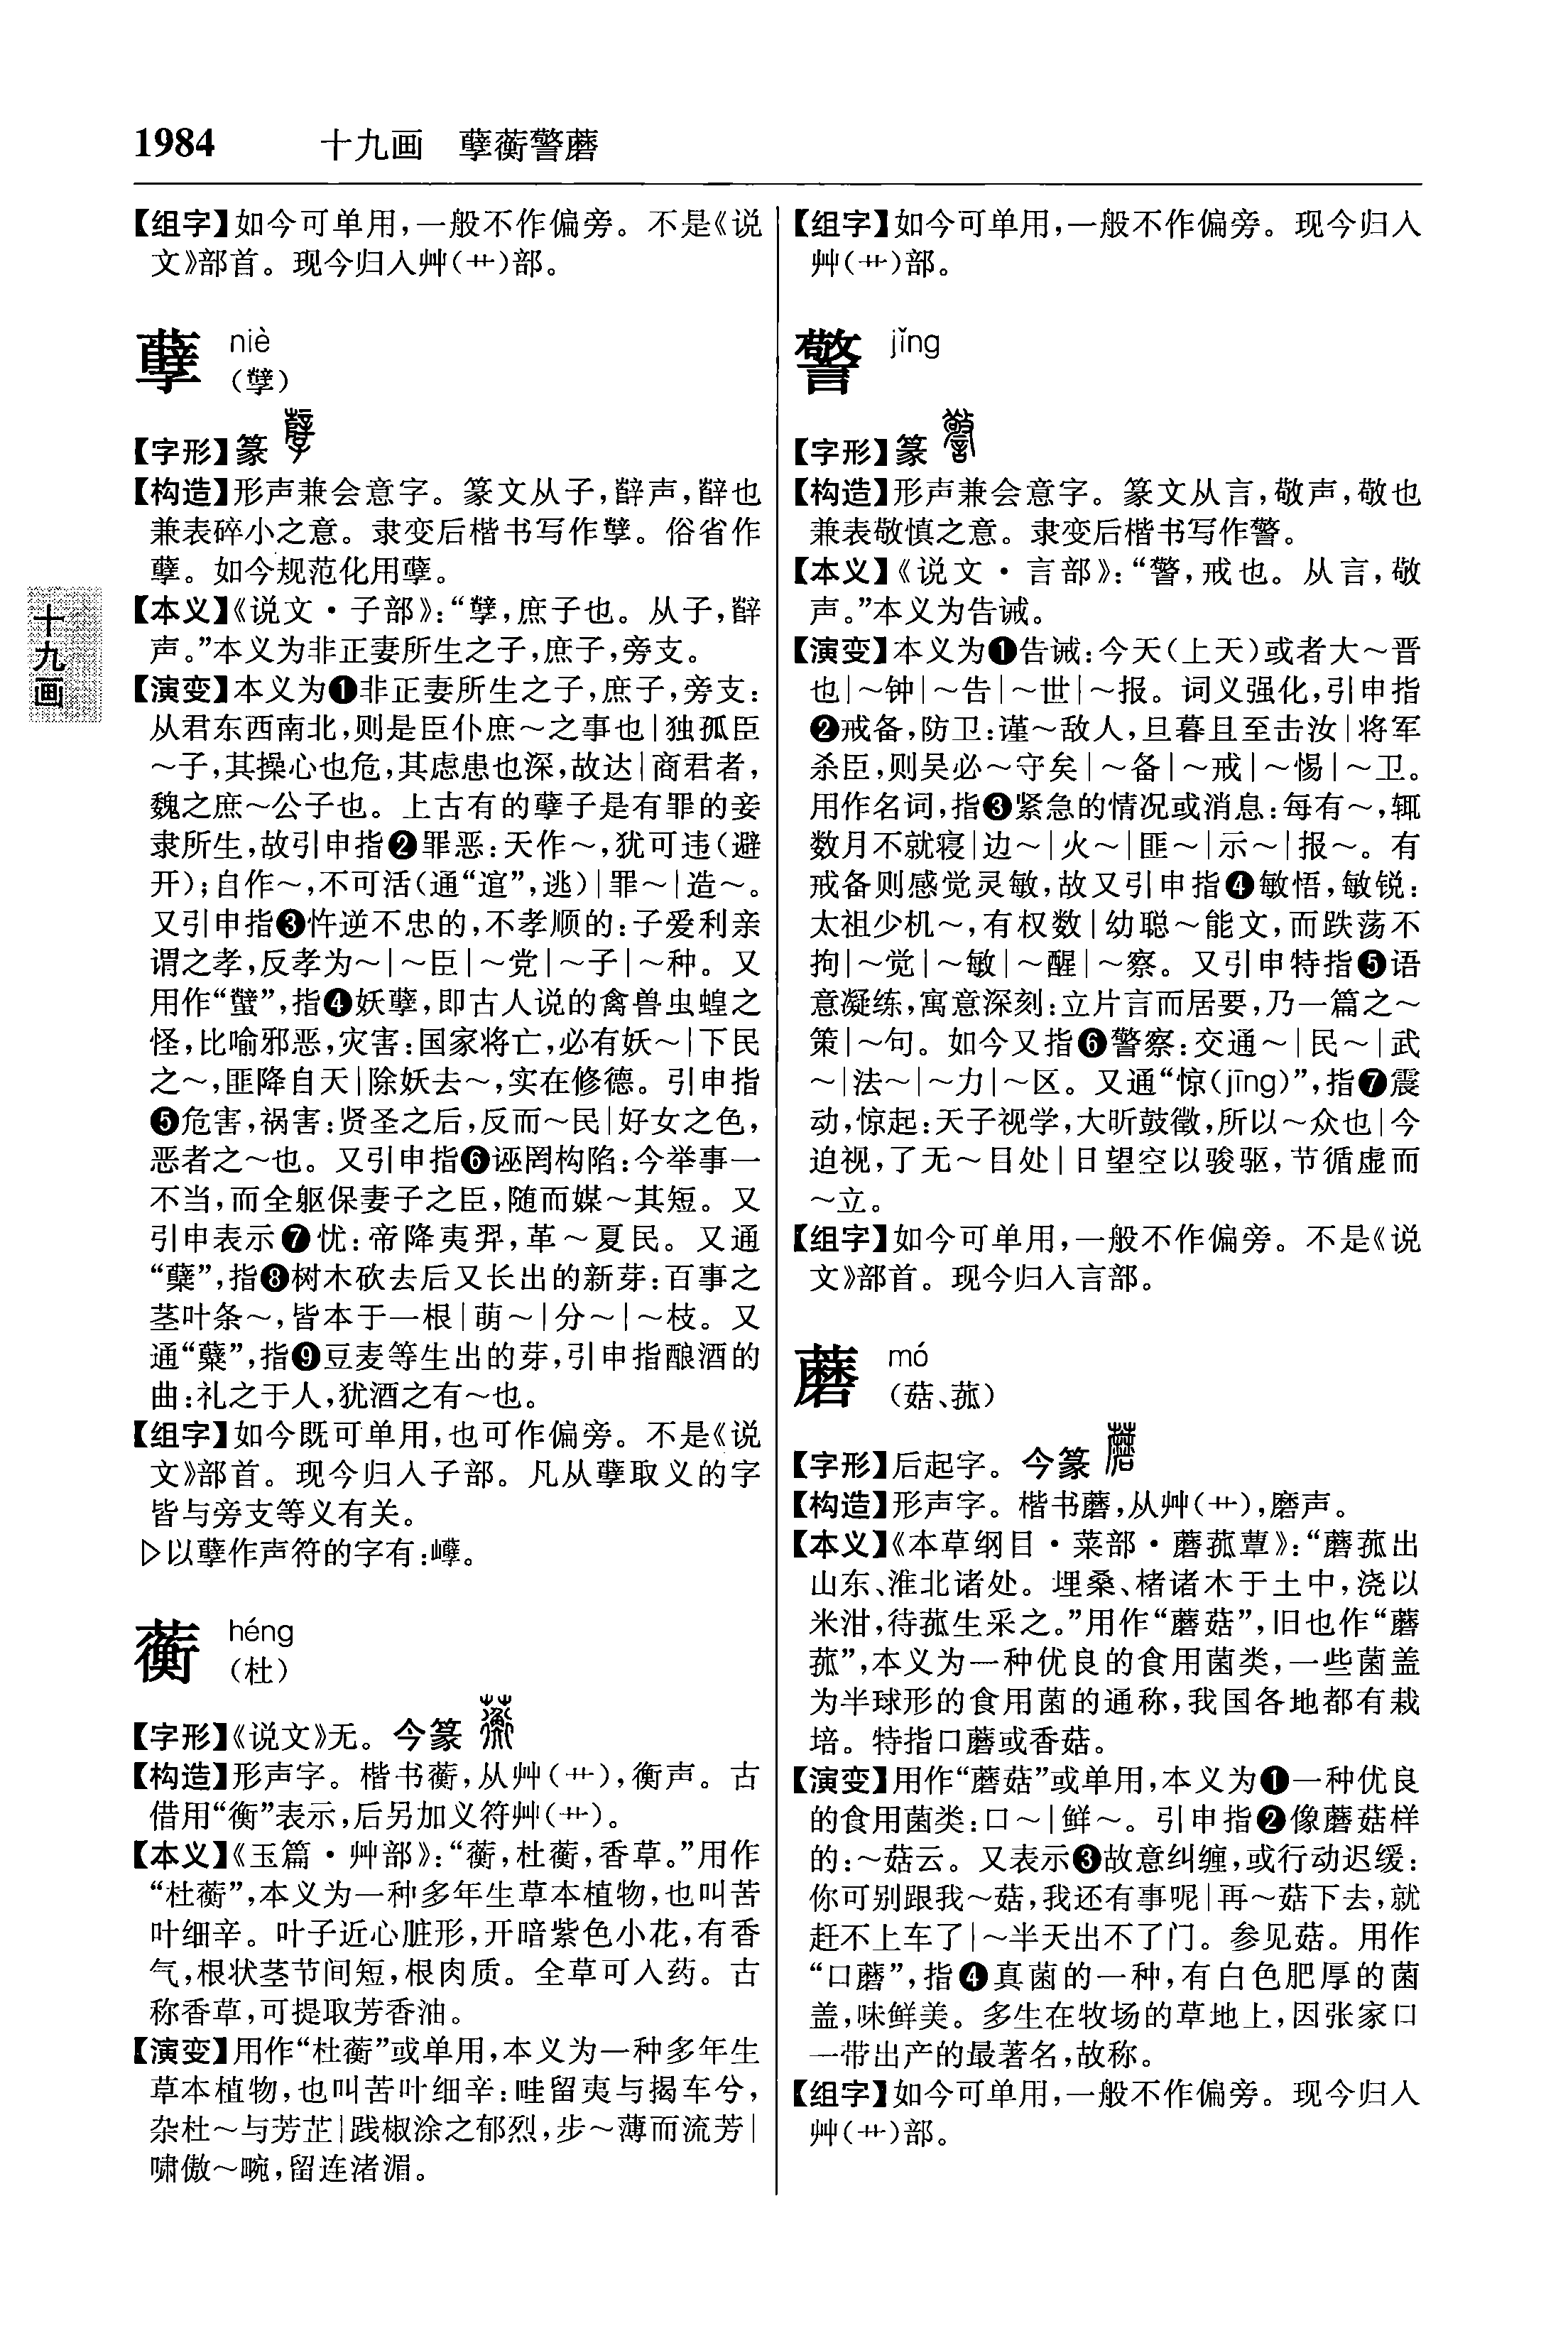 1984 十九画 孽蘅警蘑
【组字】如今可单用,一般不作偏旁。不是《说
文》部首。现今归入艸(艹)部。
孽 niè
(孼)
【字形】篆
【构造】形声兼会意字。篆文从子,辥声,辥也
兼表碎小之意。隶变后楷书写作孼。俗省作
孽。如今规范化用孽。
【本义】《说文·子部》:“孼,庶子也。从子,辥
声。”本义为非正妻所生之子,庶子,旁支。
【演变】本义为❶非正妻所生之子,庶子,旁支:
从君东西南北,则是臣仆庶～之事也|独孤臣
～子,其操心也危,其虑患也深,故达|商君者,
魏之庶～公子也。上古有的孽子是有罪的妾
隶所生,故引申指❷罪恶:天作～,犹可违(避
开);自作～,不可活(通“逭”,逃)|罪～|造～。
又引申指❸忤逆不忠的,不孝顺的:子爱利亲
谓之孝,反孝为～|～臣|～党|～子|～种。又
用作“蠥”,指❹妖孽,即古人说的禽兽虫蝗之
怪,比喻邪恶,灾害:国家将亡,必有妖～|下民
之～,匪降自天|除妖去～,实在修德。引申指
❺危害,祸害:贤圣之后,反而～民|好女之色,
恶者之～也。又引申指❻诬罔构陷:今举事一
不当,而全躯保妻子之臣,随而媒～其短。又
引申表示❼忧:帝降夷羿,革～夏民。又通
“蘖”,指❽树木砍去后又长出的新芽:百事之
茎叶条～,皆本于一根|萌～|分～|～枝。又
通“糵”,指❾豆麦等生出的芽,引申指酿酒的
曲:礼之于人,犹酒之有～也。
【组字】如今既可单用,也可作偏旁。不是《说
文》部首。现今归入子部。凡从孽取义的字
皆与旁支等义有关。
▷以孽作声符的字有:。
蘅 héng
(杜)
【字形】《说文》无。今篆
【构造】形声字。楷书蘅,从艸(艹),衡声。古
借用“衡”表示,后另加义符艸(艹)。
【本义】《玉篇·艸部》:“蘅,杜蘅,香草。”用作
“杜蘅”,本义为一种多年生草本植物,也叫苦
叶细辛。叶子近心脏形,开暗紫色小花,有香
气,根状茎节间短,根肉质。全草可入药。古
称香草,可提取芳香油。
【演变】用作“杜蘅”或单用,本义为一种多年生
草本植物,也叫苦叶细辛:畦留夷与揭车兮,
杂杜～与芳芷|践椒涂之郁烈,步～薄而流芳|
啸傲～畹,留连渚湄。
【组字】如今可单用,一般不作偏旁。现今归入
艸(艹)部。
警 jǐng
【字形】篆
【构造】形声兼会意字。篆文从言,敬声,敬也
兼表敬慎之意。隶变后楷书写作警。
【本义】《说文·言部》:“警,戒也。从言,敬
声。”本义为告诫。
【演变】本义为❶告诫:今天(上天)或者大～晋
也|～钟|～告|～世|～报。词义强化,引申指
❷戒备,防卫:谨～敌人,旦暮且至击汝|将军
杀臣,则吴必～守矣|～备|～戒|～惕|～卫。
用作名词,指❸紧急的情况或消息:每有～,辄
数月不就寝|边～|火～|匪～|示～|报～。有
戒备则感觉灵敏,故又引申指❹敏悟,敏锐:
太祖少机～,有权数|幼聪～能文,而跌荡不
拘|～觉|～敏|～醒|～察。又引申特指❺语
意凝练,寓意深刻:立片言而居要,乃一篇之～
策|～句。如今又指❻警察:交通～|民～|武
～|法～|～力|～区。又通“惊(jīng)”,指❼震
动,惊起:天子视学,大昕鼓徵,所以～众也|今
迫视,了无～目处|日望空以骏驱,节循虚而
～立。
【组字】如今可单用,一般不作偏旁。不是《说
文》部首。现今归入言部。
蘑 mó
(菇、菰)
【字形】后起字。今篆
【构造】形声字。楷书蘑,从艸(艹),磨声。
【本义】《本草纲目·菜部·蘑菰蕈》:“蘑菰出
山东、淮北诸处。埋桑、楮诸木于土中,浇以
米泔,待菰生采之。”用作“蘑菇”,旧也作“蘑
菰”,本义为一种优良的食用菌类,一些菌盖
为半球形的食用菌的通称,我国各地都有栽
培。特指口蘑或香菇。
【演变】用作“蘑菇”或单用,本义为❶一种优良
的食用菌类:口～|鲜～。引申指❷像蘑菇样
的:～菇云。又表示❸故意纠缠,或行动迟缓:
你可别跟我～菇,我还有事呢|再～菇下去,就
赶不上车了|～半天出不了门。参见菇。用作
“口蘑”,指❹真菌的一种,有白色肥厚的菌
盖,味鲜美。多生在牧场的草地上,因张家口
一带出产的最著名,故称。
【组字】如今可单用,一般不作偏旁。现今归入
艸(艹)部。
十九画